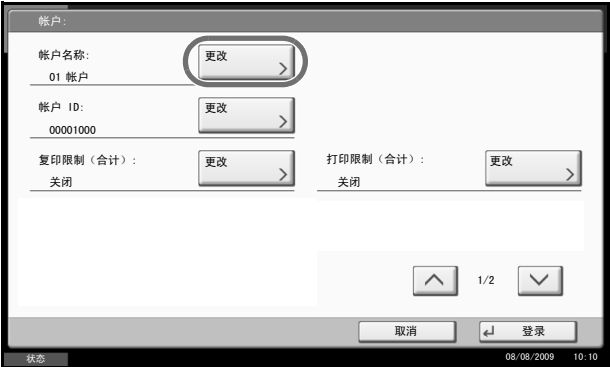 帐户:
帐户名称:
更改
01 帐户
帐户 ID:
更改
00001000
复印限制（合计）:
更改
关闭
打印限制（合计）:
更改
关闭
1/2
取消
登录
状态
08/08/2009 10:10